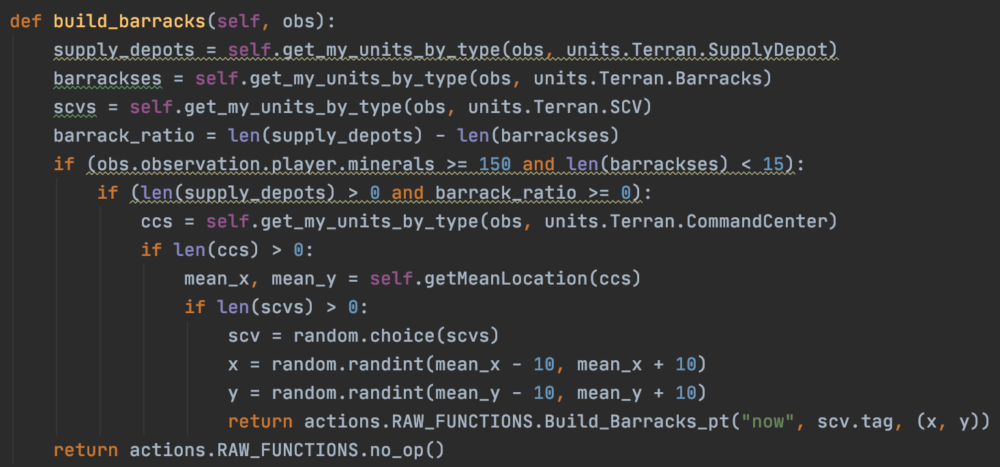 def build_barracks(self, obs):
    supply_depots = self.get_my_units_by_type(obs, units.Terran.SupplyDepot)
    barrackses = self.get_my_units_by_type(obs, units.Terran.Barracks)
    scvs = self.get_my_units_by_type(obs, units.Terran.SCV)
    barrack_ratio = len(supply_depots) - len(barrackses)
    if (obs.observation.player.minerals >= 150 and len(barrackses) < 15):
        if (len(supply_depots) > 0 and barrack_ratio >= 0):
            ccs = self.get_my_units_by_type(obs, units.Terran.CommandCenter)
            if len(ccs) > 0:
                mean_x, mean_y = self.getMeanLocation(ccs)
                if len(scvs) > 0:
                    scv = random.choice(scvs)
                    x = random.randint(mean_x - 10, mean_x + 10)
                    y = random.randint(mean_y - 10, mean_y + 10)
                    return actions.RAW_FUNCTIONS.Build_Barracks_pt("now", scv.tag, (x, y))
    return actions.RAW_FUNCTIONS.no_op()